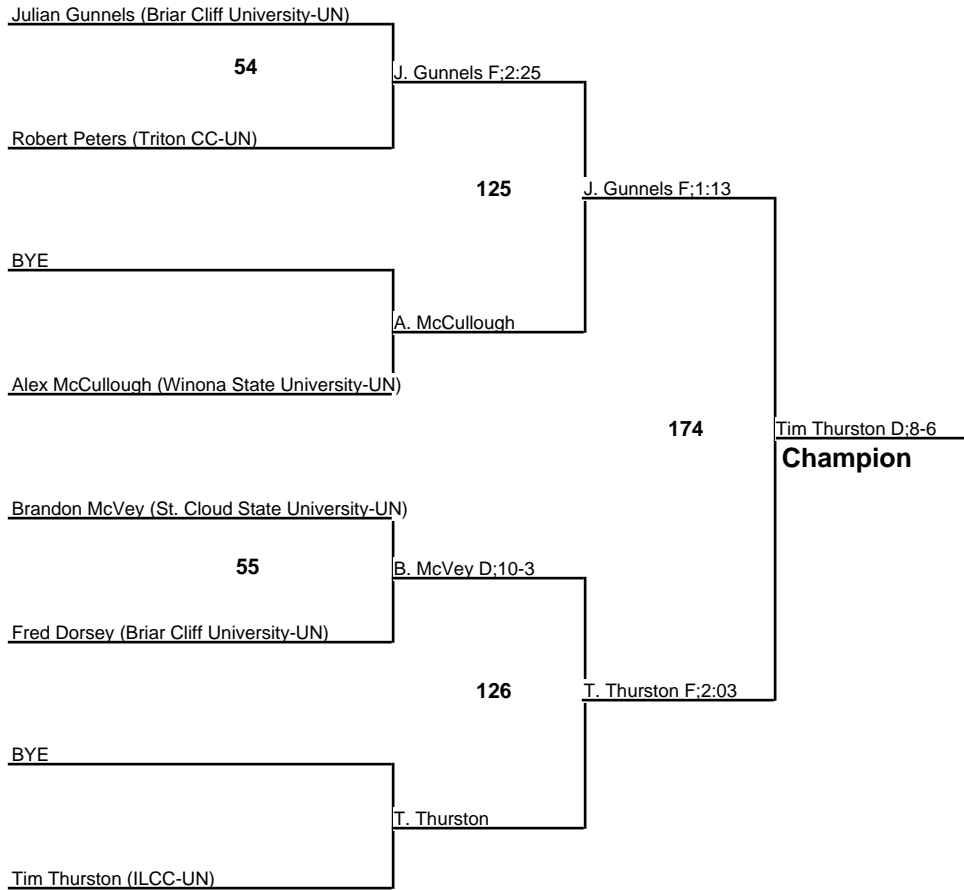 Julian Gunnels (Briar Cliff University-UN)
54
J. Gunnels F;2:25
Robert Peters (Triton CC-UN)
125
J. Gunnels F;1:13
BYE
A. McCullough
Alex McCullough (Winona State University-UN)
174
Tim Thurston D;8-6
Champion
Brandon McVey (St. Cloud State University-UN)
55
B. McVey D;10-3
Fred Dorsey (Briar Cliff University-UN)
126
T. Thurston F;2:03
BYE
T. Thurston
Tim Thurston (ILCC-UN)